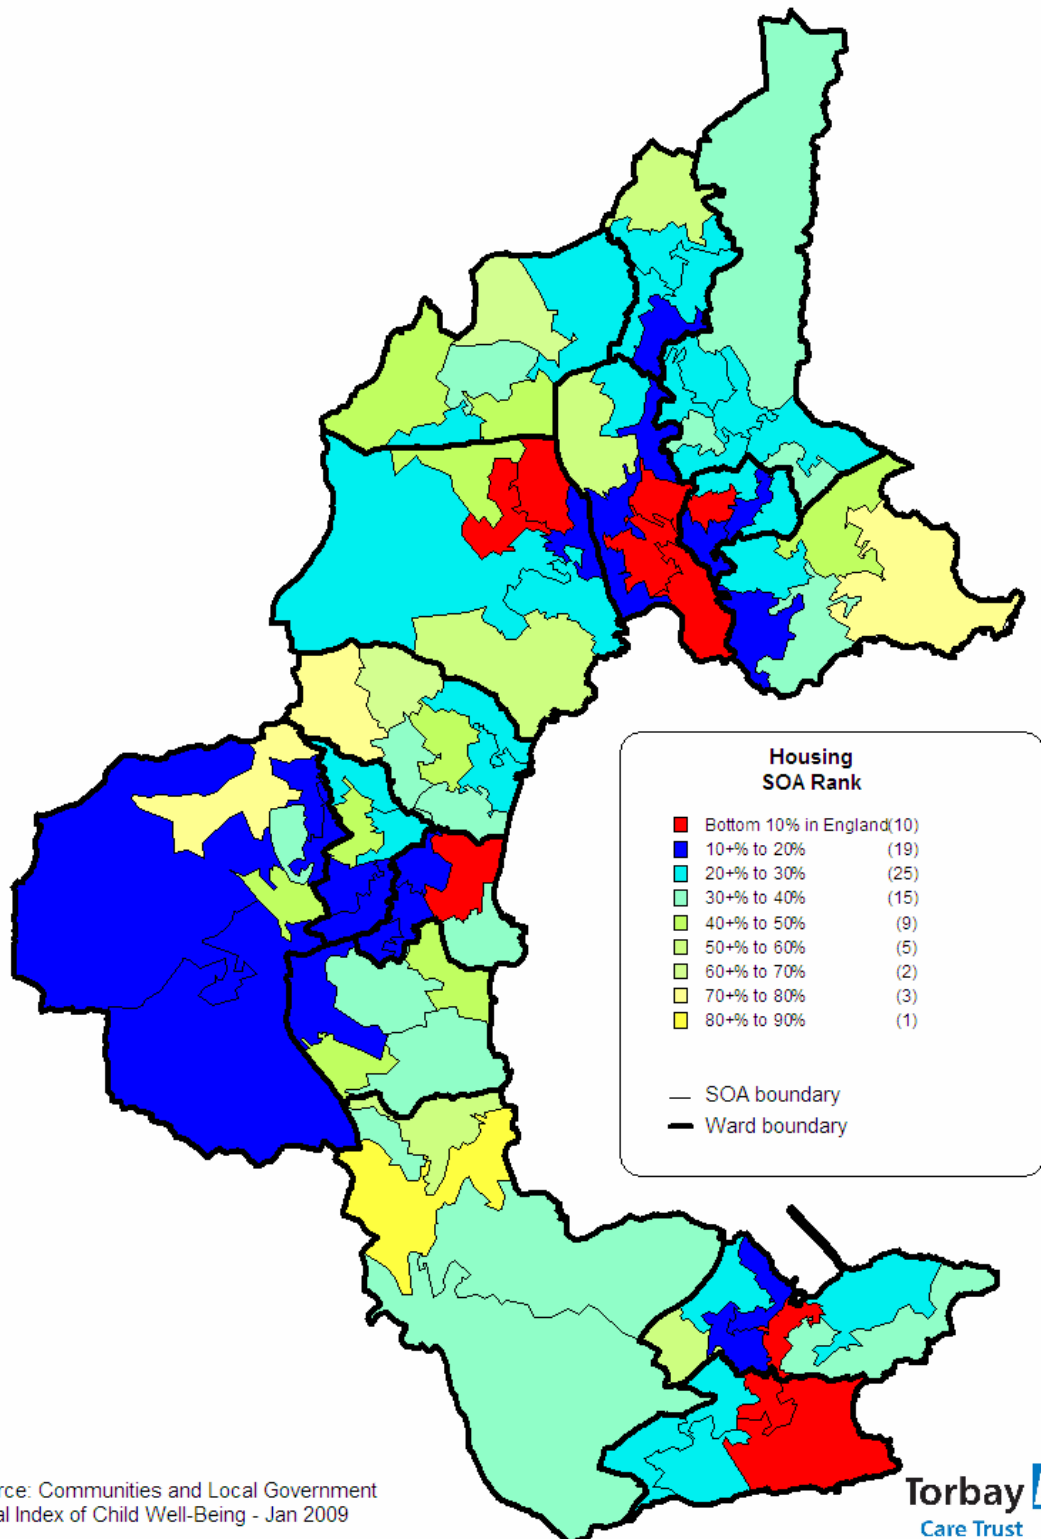 Housing
SOA Rank
Bottom 10% in England(10)
10+% to 20% (19)
20+% to 30% (25)
30+% to 40% (15)
40+% to 50% (9)
50+% to 60% (5)
60+% to 70% (2)
70+% to 80% (3)
80+% to 90% (1)
SOA boundary
Ward boundary
rce: Communities and Local Government
al Index of Child Well-Being - Jan 2009
Torbay
Care Trust